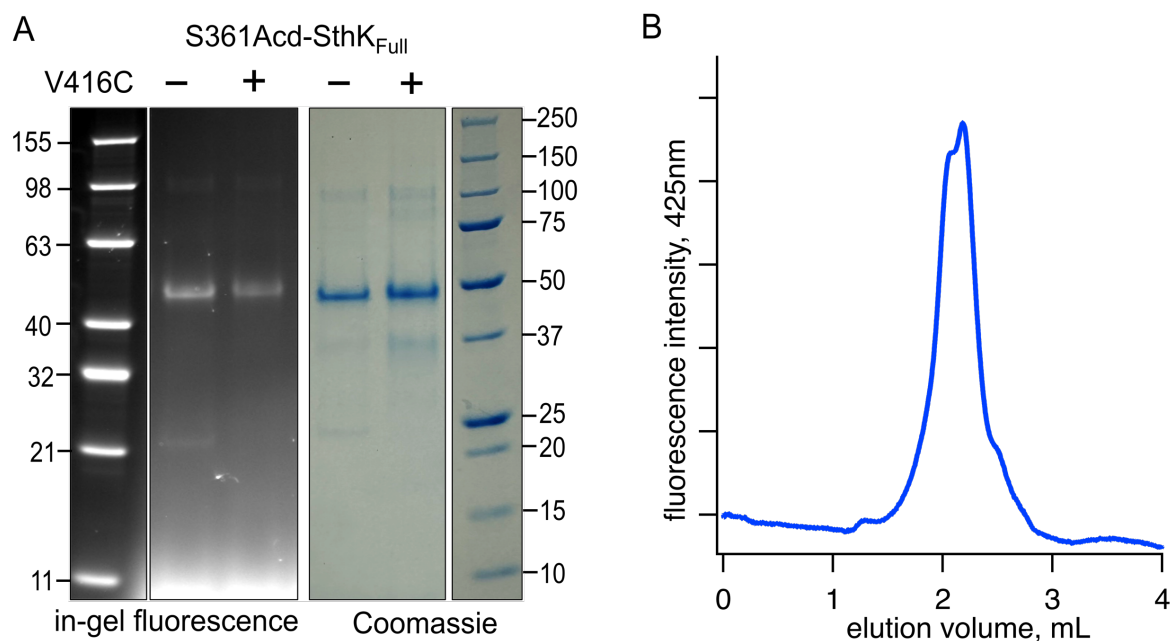 A
S361Acd-SthKFull
V416C − + − +
155
98
63
40
32
21
11
250
150
100
75
50
37
25
20
15
10
in-gel fluorescence
Coomassie
B
fluorescence intensity, 425nm
0 1 2 3 4
elution volume, mL